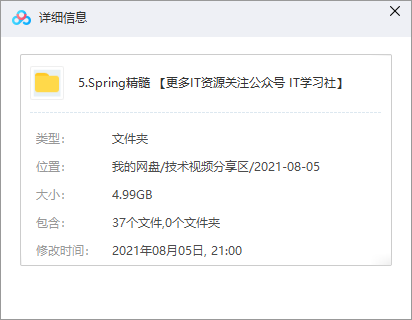 详细信息
5.Spring精髓 【更多IT资源关注公众号 IT学习社】
类型： 文件夹
位置： 我的网盘/技术视频分享区/2021-08-05
大小： 4.99GB
包含： 37个文件,0个文件夹
修改时间： 2021年08月05日, 21:00